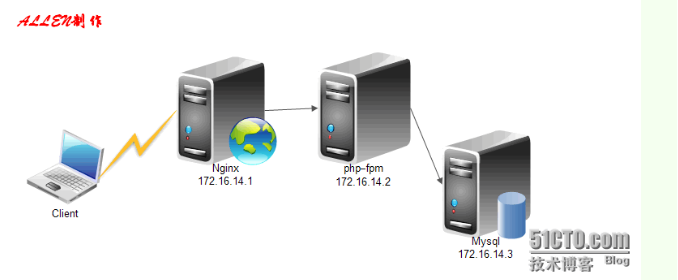 ALLEN制作
Nginx
172.16.14.1
php-fpm
172.16.14.2
Client
Mysql
172.16.14.3
51CTO.com
技术博客 Blog